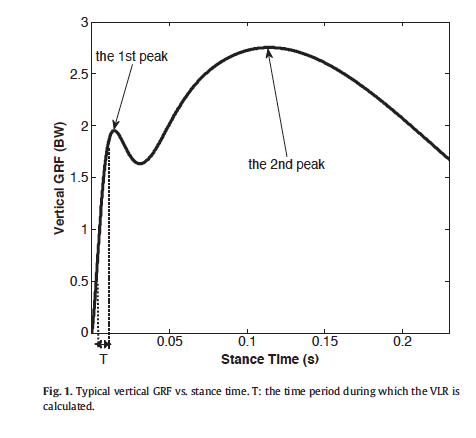 3
the 1st peak
2.5
2
the 2nd peak
1.5
1
0.5
0
Vertical GRF (BW)
0.05
0.1
0.15
0.2
T
Stance Time (s)
Fig. 1. Typical vertical GRF vs. stance time. T: the time period during which the VLR is
calculated.